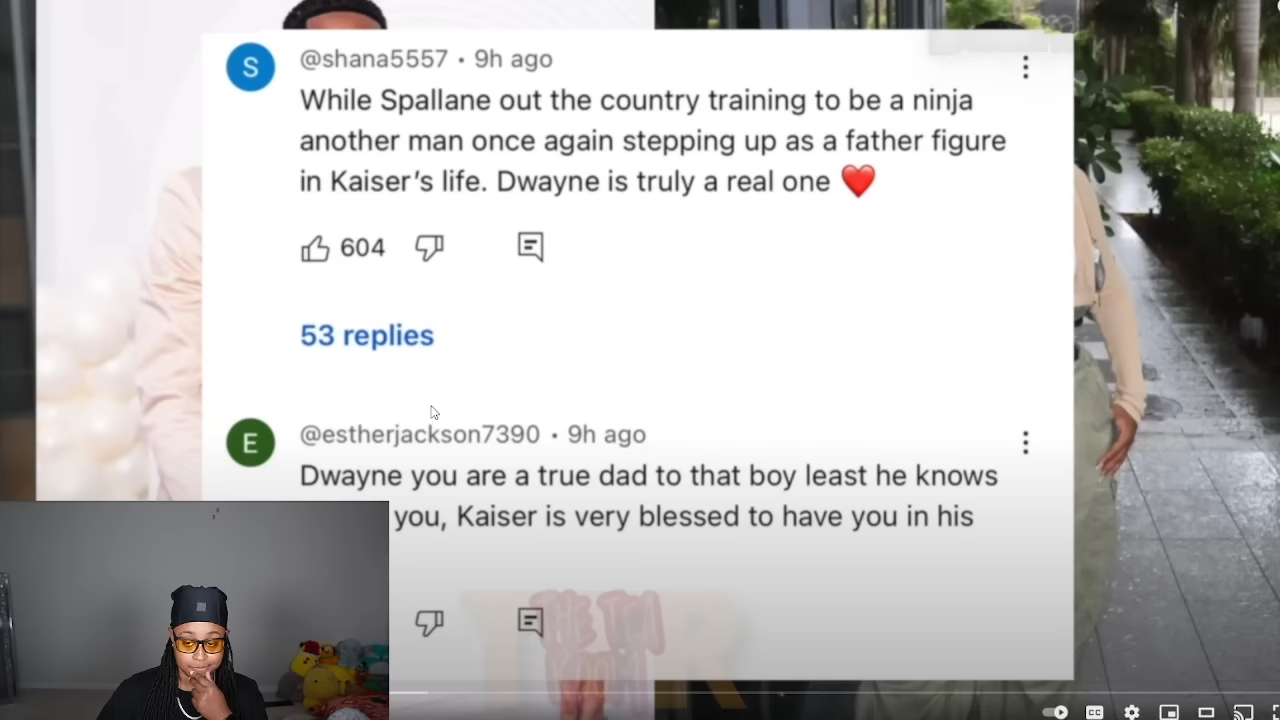 S
@shana5557 • 9h ago
While Spallane out the country training to be a ninja
another man once again stepping up as a father figure
in Kaiser's life. Dwayne is truly a real one ❤️
604
53 replies
E
@estherjackson7390 • 9h ago
Dwayne you are a true dad to that boy least he knows
you, Kaiser is very blessed to have you in his
CC